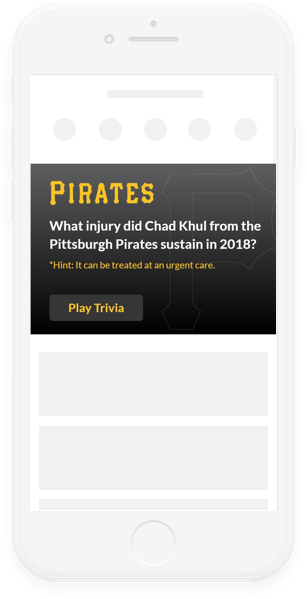 PIRATES
What injury did Chad Khul from the
Pittsburgh Pirates sustain in 2018?
*Hint: It can be treated at an urgent care.
Play Trivia